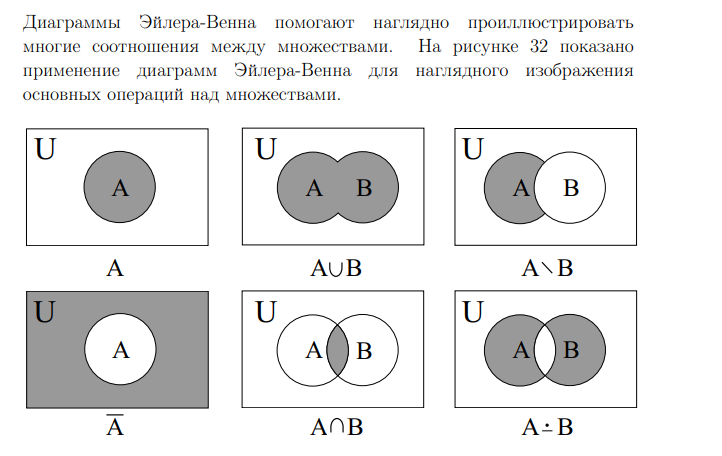 Диаграммы Эйлера-Венна помогают наглядно проиллюстрировать
многие соотношения между множествами. На рисунке 32 показано
применение диаграмм Эйлера-Венна для наглядного изображения
основных операций над множествами.
U U U
A A B A B
A A∪B A∖B
U U U
A A B A B
A̅ A∩B A∸B